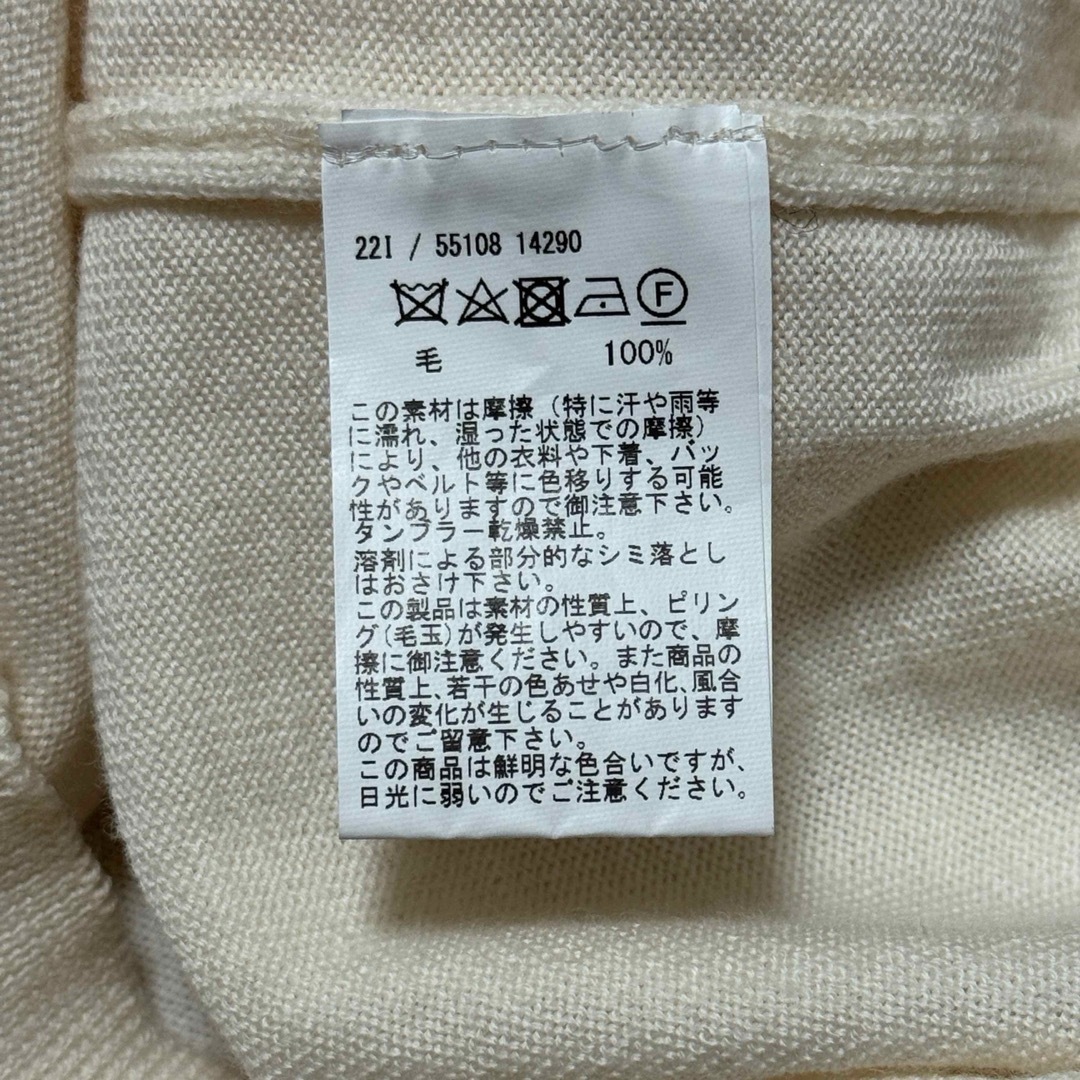 22I / 55108 14290
F
毛 100%
この素材は摩擦（特に汗や雨等
に濡れ、湿った状態での摩擦）
により、他の衣料や下着、バッ
クやベルト等に色移りする可能
性がありますので御注意下さい。
タンブラー乾燥禁止。
溶剤による部分的なシミ落とし
はおさけ下さい。
この製品は素材の性質上、ピリン
グ(毛玉)が発生しやすいので、摩
擦に御注意ください。また商品の
性質上、若干の色あせや白化、風合
いの変化が生じることがあります
のでご留意下さい。
この商品は鮮明な色合いですが、
日光に弱いのでご注意ください。